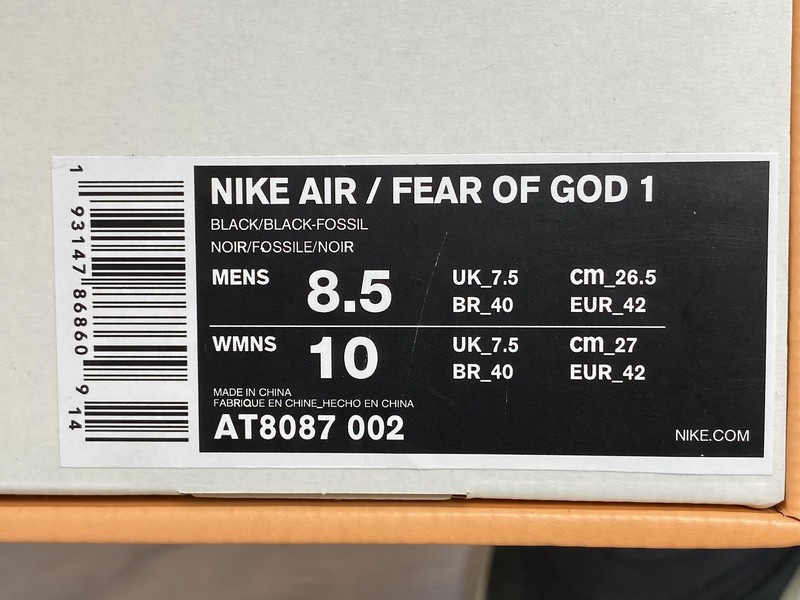 1 93147 86860 9 14
NIKE AIR / FEAR OF GOD 1
BLACK/BLACK-FOSSIL
NOIR/FOSSILE/NOIR
MENS 8.5 UK_7.5 cm_26.5
BR_40 EUR_42
WMNS 10 UK_7.5 cm_27
BR_40 EUR_42
MADE IN CHINA
FABRIQUE EN CHINE_HECHO EN CHINA
AT8087 002
NIKE.COM